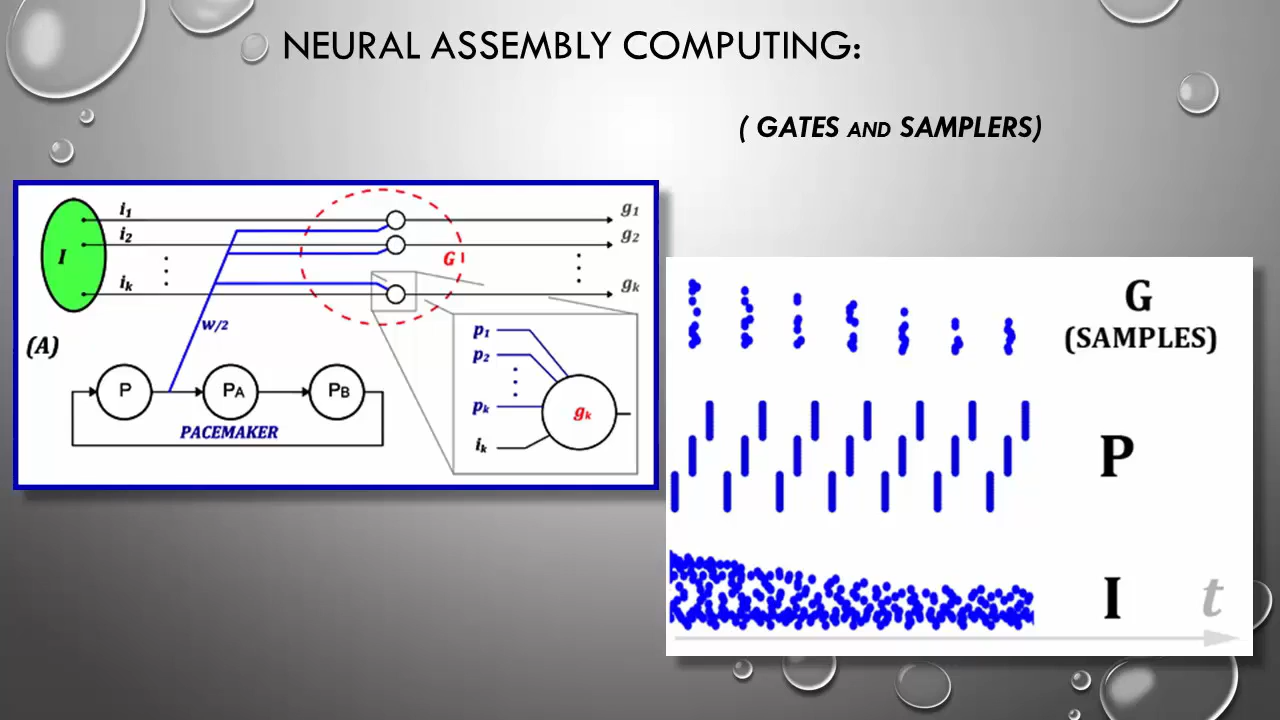 NEURAL ASSEMBLY COMPUTING:
( GATES AND SAMPLERS)
i1
g1
i2
g2
I
G
ik
gk
W/2
(A)
P
PA
PB
PACEMAKER
p1
p2
pk
gk
ik
G
(SAMPLES)
P
I
t